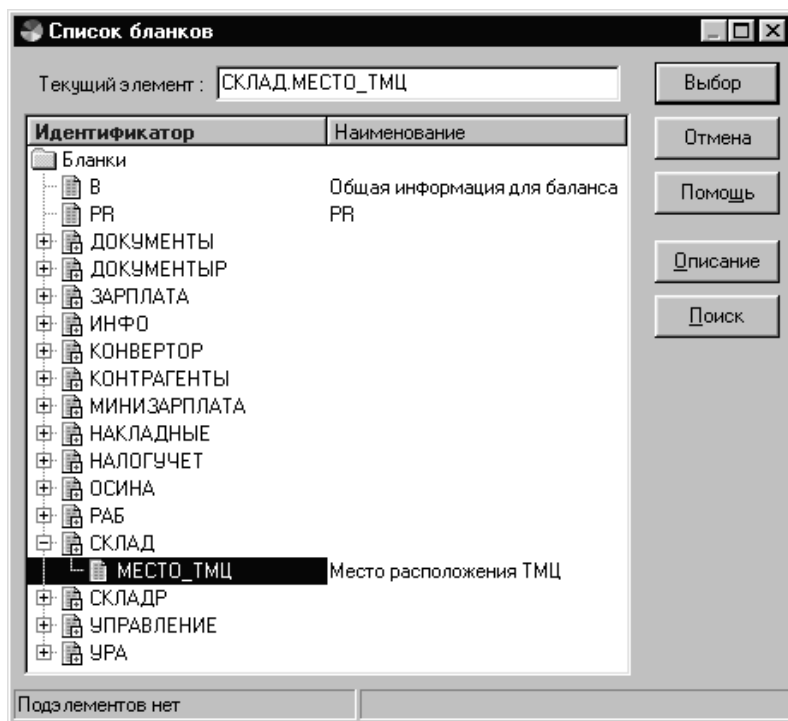 Список бланков
Текущий элемент : СКЛАД.МЕСТО_ТМЦ
Выбор
Идентификатор Наименование
Отмена
Бланки
B Общая информация для баланса
Помощь
PR PR
ДОКУМЕНТЫ
ДОКУМЕНТЫР
Описание
ЗАРПЛАТА
ИНФО
Поиск
КОНВЕРТОР
КОНТРАГЕНТЫ
МИНИЗАРПЛАТА
НАКЛАДНЫЕ
НАЛОГУЧЕТ
ОСИНА
РАБ
СКЛАД
МЕСТО_ТМЦ Место расположения ТМЦ
СКЛАДР
УПРАВЛЕНИЕ
УРА
Подэлементов нет